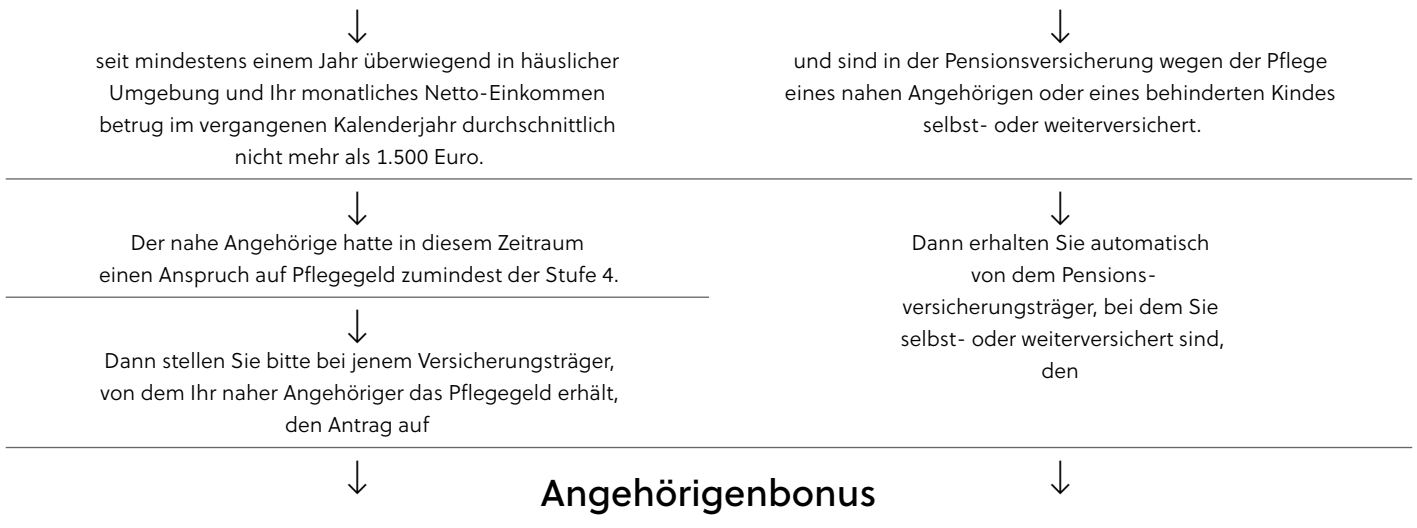 seit mindestens einem Jahr überwiegend in häuslicher
Umgebung und Ihr monatliches Netto-Einkommen
betrug im vergangenen Kalenderjahr durchschnittlich
nicht mehr als 1.500 Euro.
Der nahe Angehörige hatte in diesem Zeitraum
einen Anspruch auf Pflegegeld zumindest der Stufe 4.
Dann stellen Sie bitte bei jenem Versicherungsträger,
von dem Ihr naher Angehöriger das Pflegegeld erhält,
den Antrag auf
und sind in der Pensionsversicherung wegen der Pflege
eines nahen Angehörigen oder eines behinderten Kindes
selbst- oder weiterversichert.
Dann erhalten Sie automatisch
von dem Pensions-
versicherungsträger, bei dem Sie
selbst- oder weiterversichert sind,
den
Angehörigenbonus